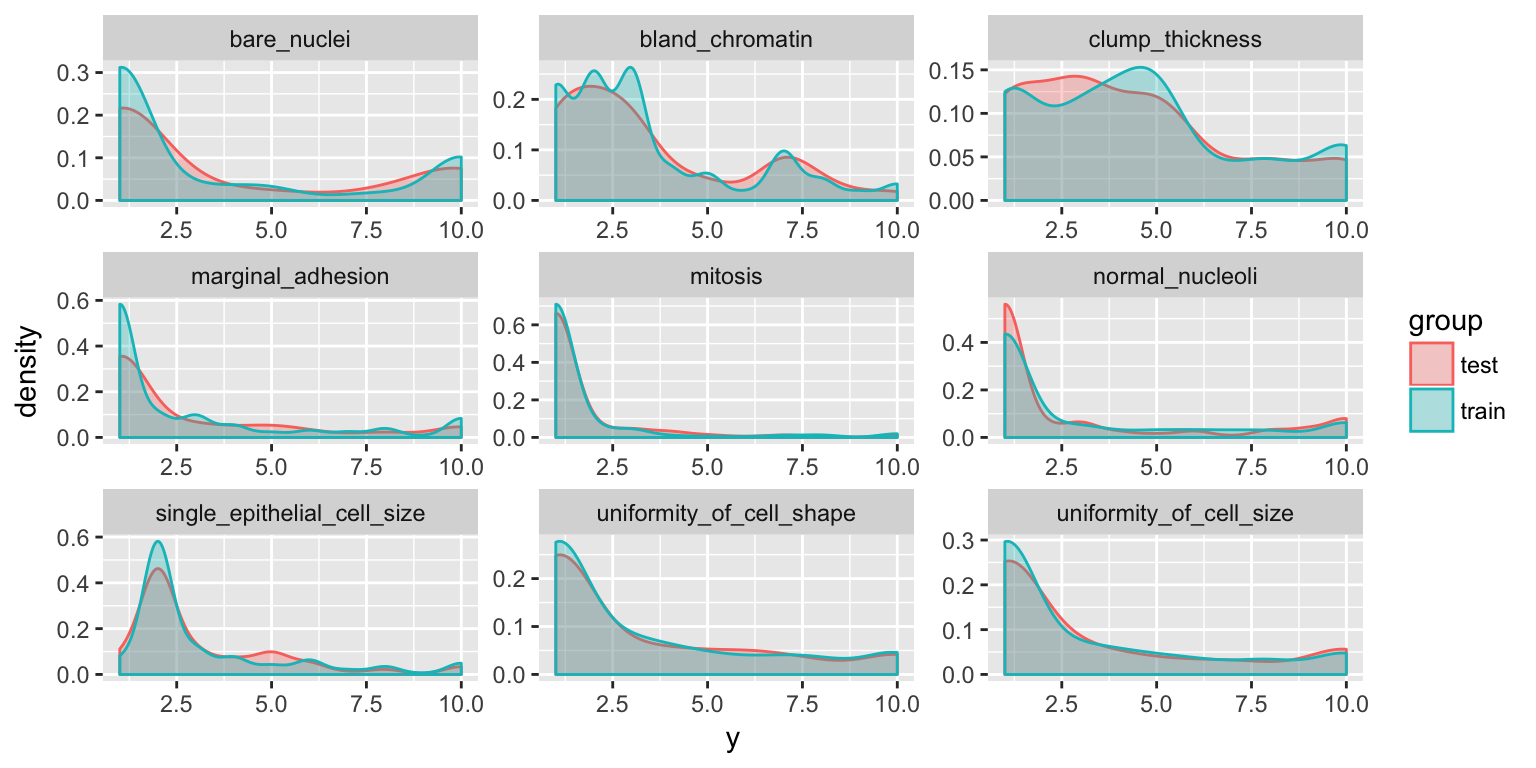 bare_nuclei
bland_chromatin
clump_thickness
0.3
0.2
0.1
0.0
0.2
0.1
0.0
0.15
0.10
0.05
0.00
2.5 5.0 7.5 10.0
2.5 5.0 7.5 10.0
2.5 5.0 7.5 10.0
marginal_adhesion
mitosis
normal_nucleoli
0.6
0.4
0.2
0.0
0.6
0.4
0.2
0.0
0.4
0.2
0.0
2.5 5.0 7.5 10.0
2.5 5.0 7.5 10.0
2.5 5.0 7.5 10.0
single_epithelial_cell_size
uniformity_of_cell_shape
uniformity_of_cell_size
0.6
0.4
0.2
0.0
0.2
0.1
0.0
0.3
0.2
0.1
0.0
2.5 5.0 7.5 10.0
2.5 5.0 7.5 10.0
2.5 5.0 7.5 10.0
density
y
group
test
train